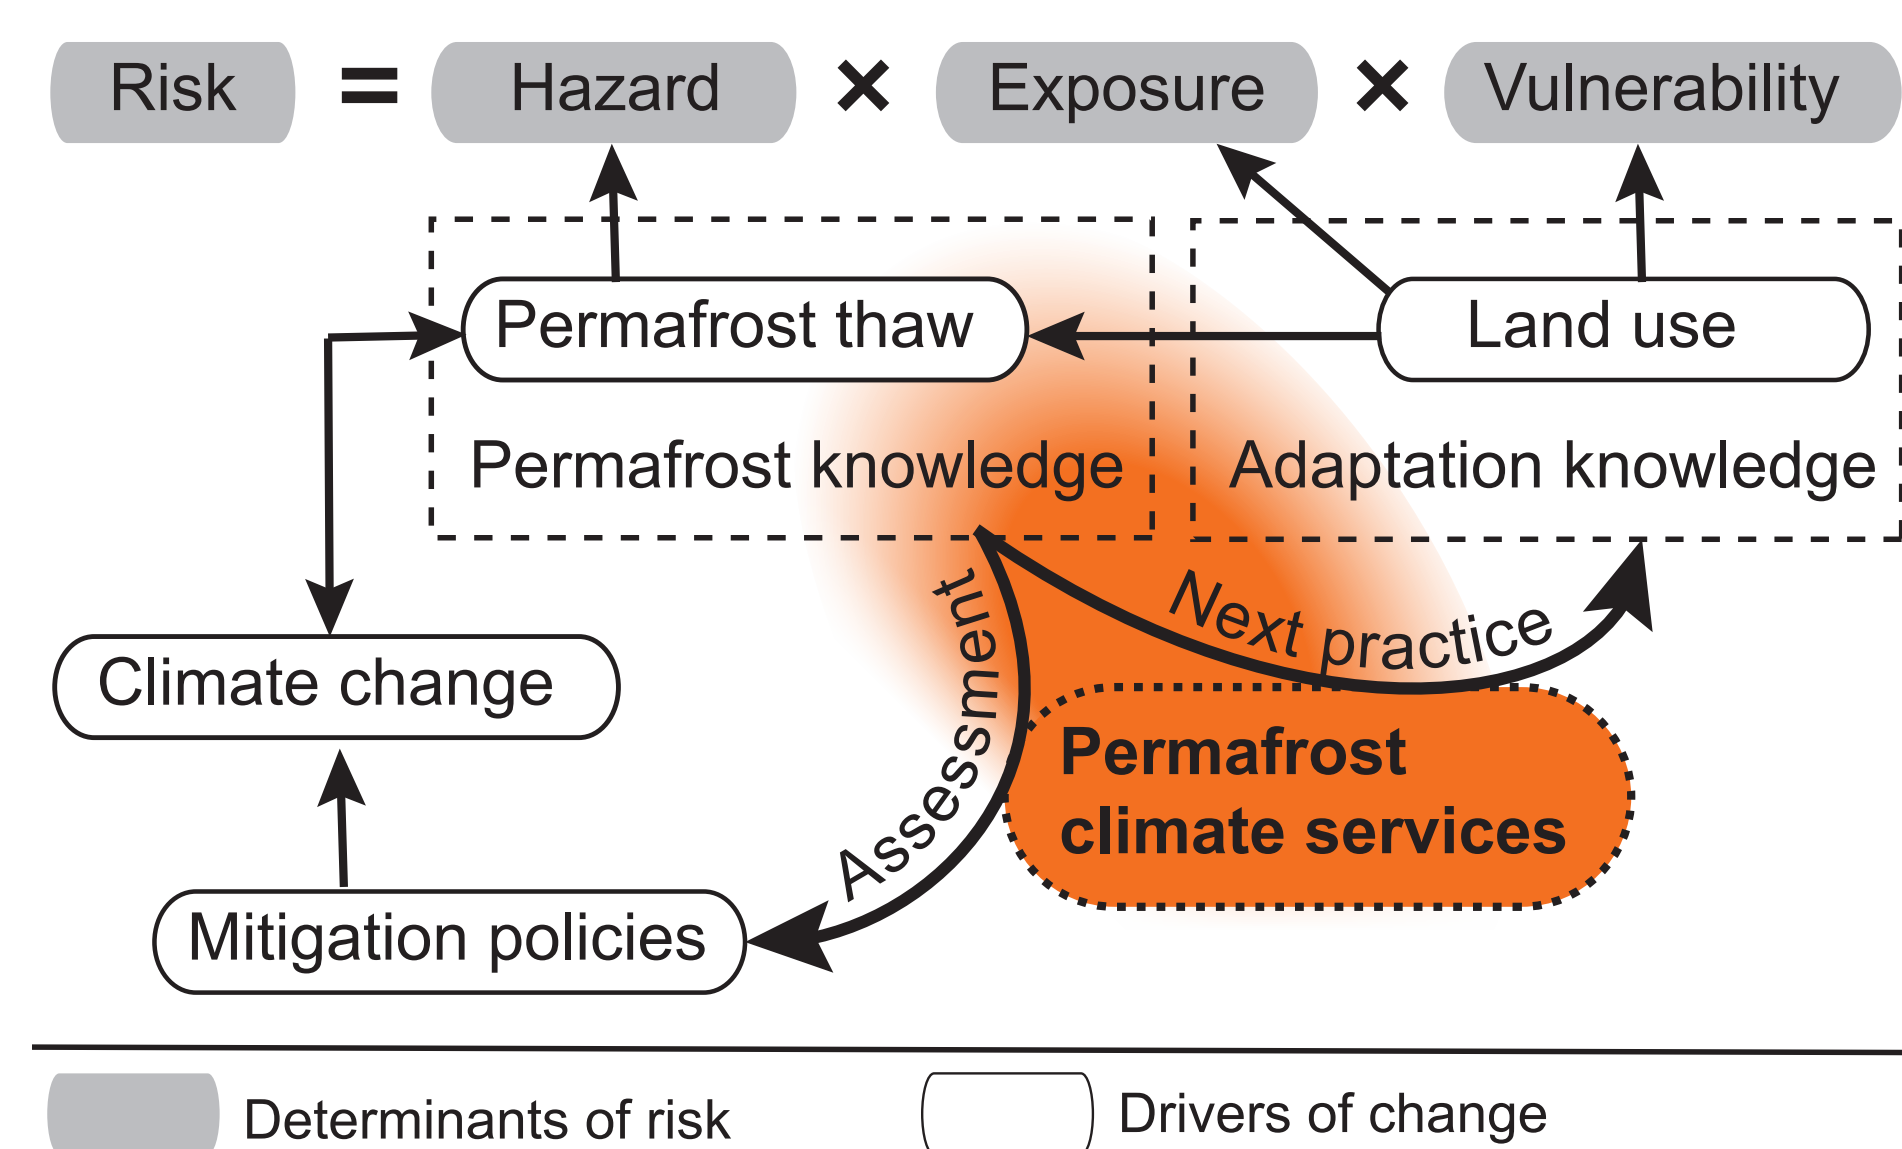 Risk = Hazard × Exposure × Vulnerability
Permafrost thaw
Land use
Permafrost knowledge
Adaptation knowledge
Assessment
Next practice
Climate change
Permafrost
climate services
Mitigation policies
Determinants of risk
Drivers of change